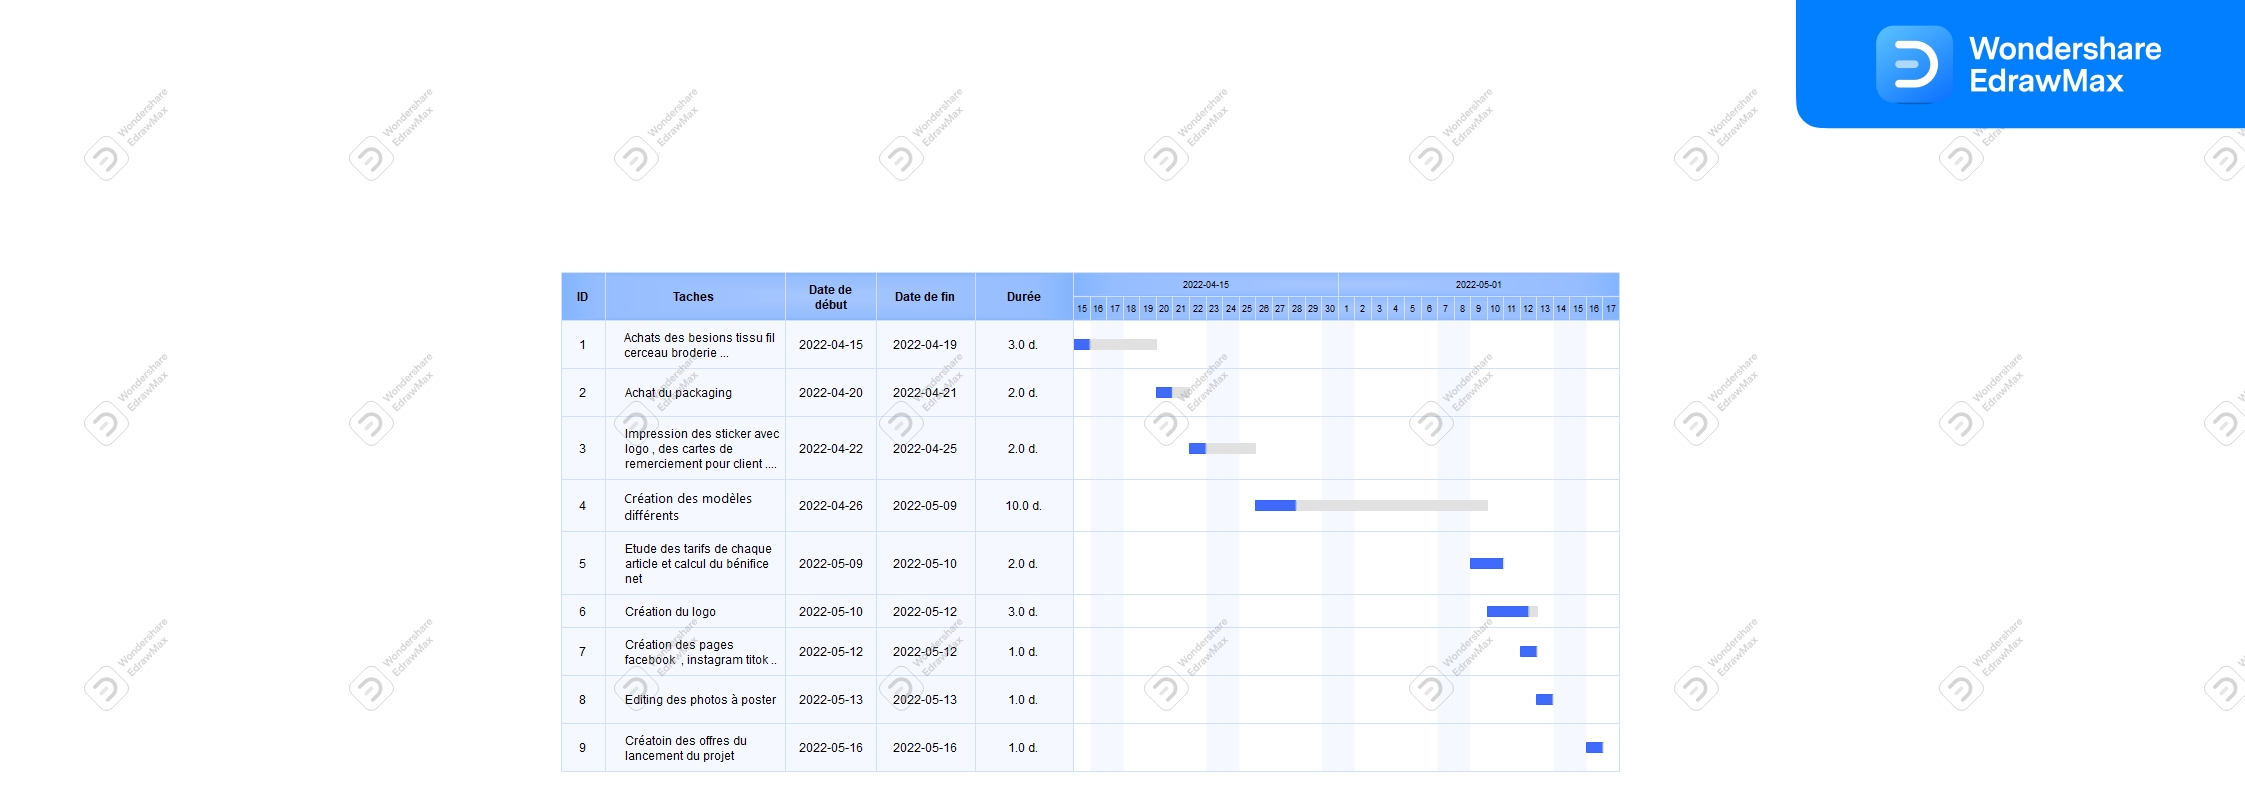 Wondershare
EdrawMax
ID
Taches
Date de
début
Date de fin
Durée
2022-04-15
2022-05-01
15 16 17 18 19 20 21 22 23 24 25 26 27 28 29 30 1 2 3 4 5 6 7 8 9 10 11 12 13 14 15 16 17
1
Achats des besions tissu fil
cerceau broderie ...
2022-04-15
2022-04-19
3.0 d.
2
Achat du packaging
2022-04-20
2022-04-21
2.0 d.
3
Impression des sticker avec
logo , des cartes de
remerciement pour client ....
2022-04-22
2022-04-25
2.0 d.
4
Création des modèles
différents
2022-04-26
2022-05-09
10.0 d.
5
Etude des tarifs de chaque
article et calcul du bénifice
net
2022-05-09
2022-05-10
2.0 d.
6
Création du logo
2022-05-10
2022-05-12
3.0 d.
7
Création des pages
facebook , instagram titok ..
2022-05-12
2022-05-12
1.0 d.
8
Editing des photos à poster
2022-05-13
2022-05-13
1.0 d.
9
Créatoin des offres du
lancement du projet
2022-05-16
2022-05-16
1.0 d.